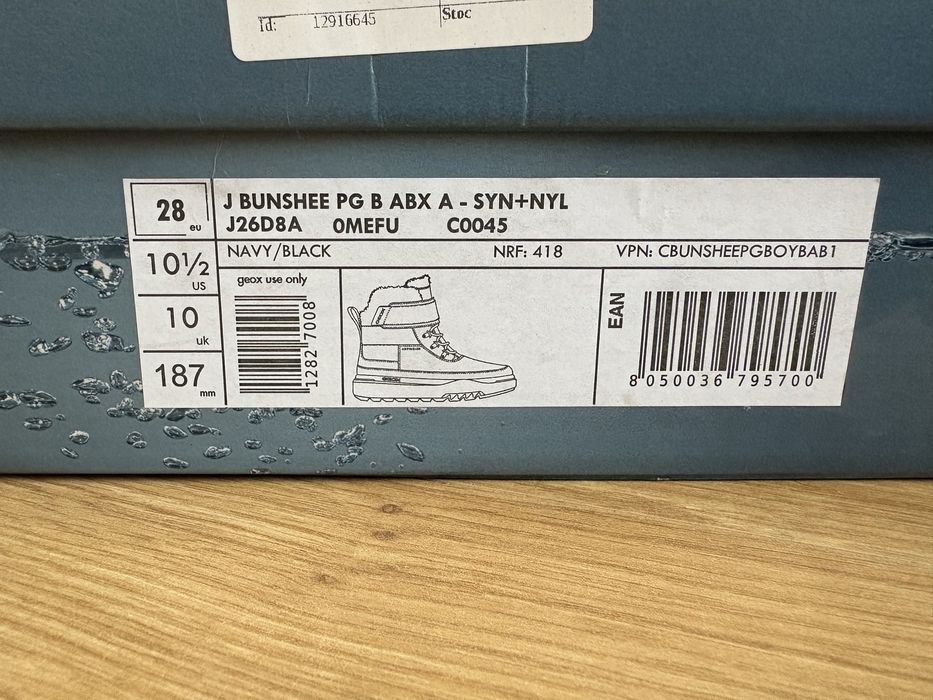 Id: 12916645 Stoc
28 eu
J BUNSHEE PG B ABX A - SYN+NYL
J26D8A 0MEFU C0045
NAVY/BLACK NRF: 418 VPN: CBUNSHEEPGBOYBAB1
10½ US
10 uk
187 mm
geox use only
1282 7008
GEOX
EAN
8 050036 795700